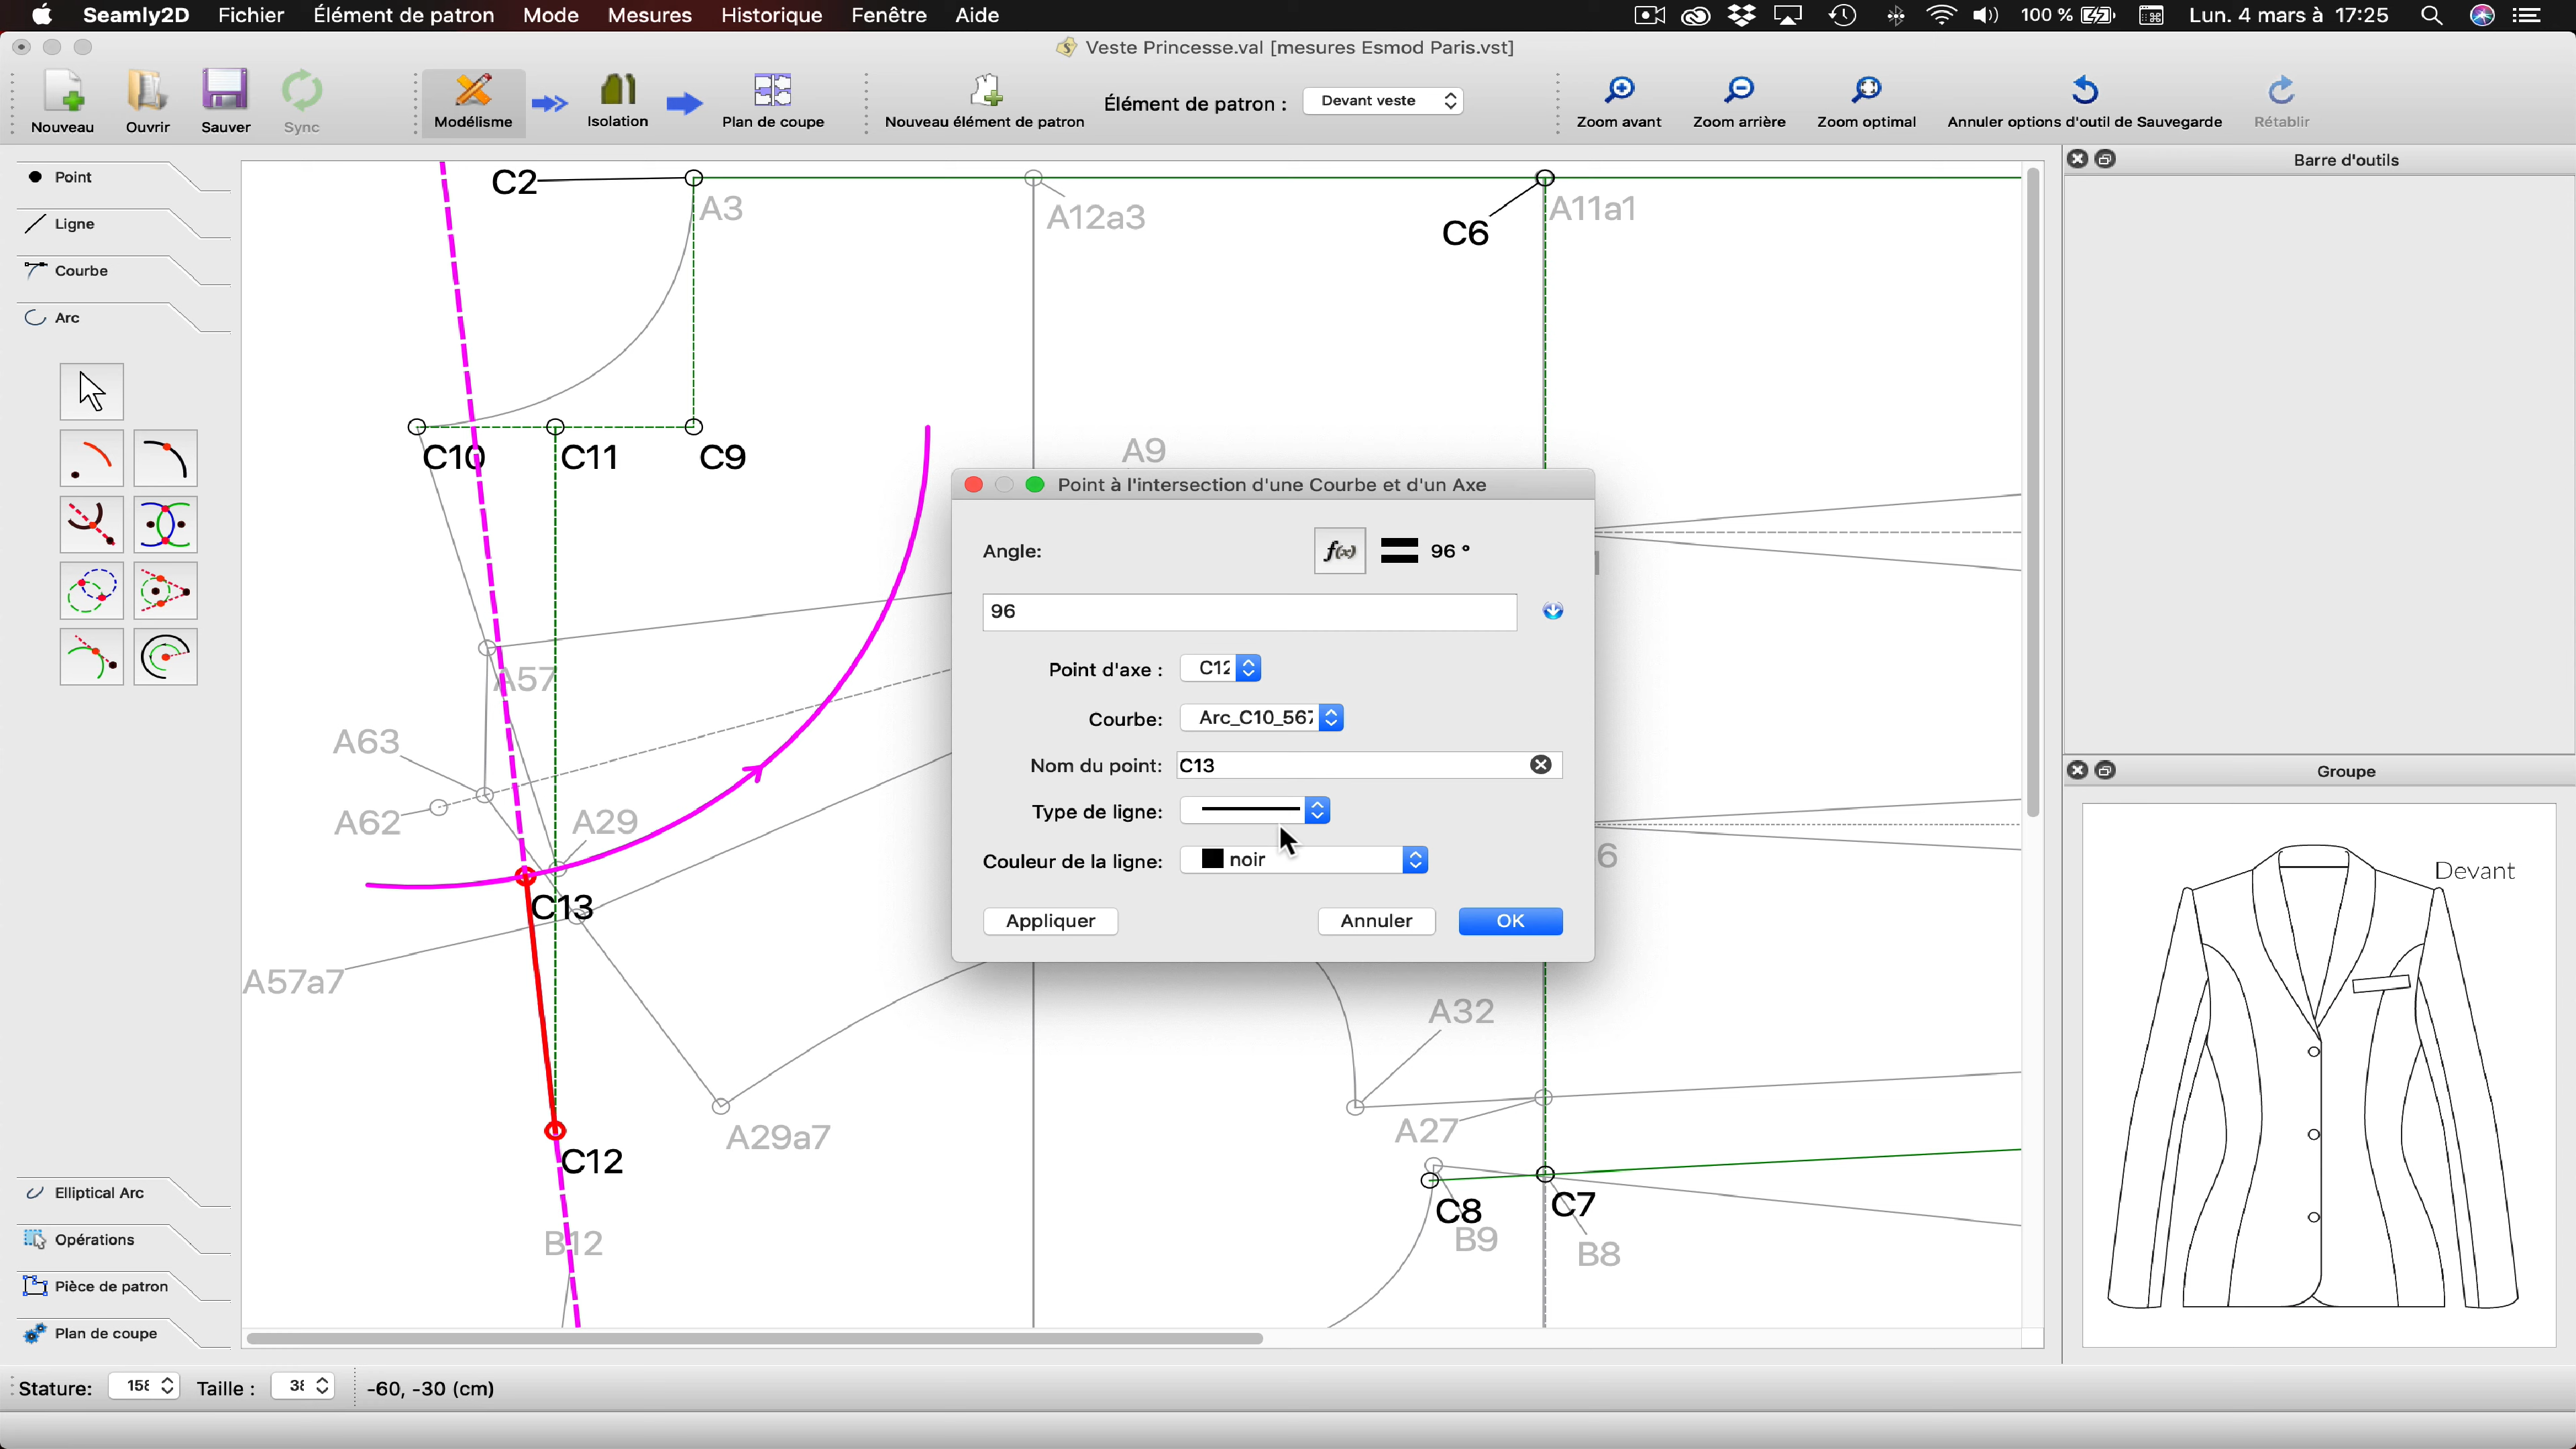 Seamly2D Fichier Élément de patron Mode Mesures Historique Fenêtre Aide 100 % Lun. 4 mars à 17:25
Veste Princesse.val [mesures Esmod Paris.vst]
Nouveau Ouvrir Sauver Sync Modélisme Isolation Plan de coupe Nouveau élément de patron Élément de patron : Devant veste Zoom avant Zoom arrière Zoom optimal Annuler options d'outil de Sauvegarde Rétablir
Point
Ligne
Courbe
Arc
Elliptical Arc
Opérations
Pièce de patron
Plan de coupe
C2
A3
A12a3
C6
A11a1
C10
C11
C9
A9
A57
A63
A62
A29
C13
A57a7
A29a7
C12
B12
A32
A27
C8
B9
C7
B8
6
Point à l'intersection d'une Courbe et d'un Axe
Angle: f(x) 96 °
96
Point d'axe : C12
Courbe: Arc_C10_567
Nom du point: C13
Type de ligne:
Couleur de la ligne: noir
Appliquer Annuler OK
Barre d'outils
Groupe
Devant
Stature: 158 Taille : 38 -60, -30 (cm)